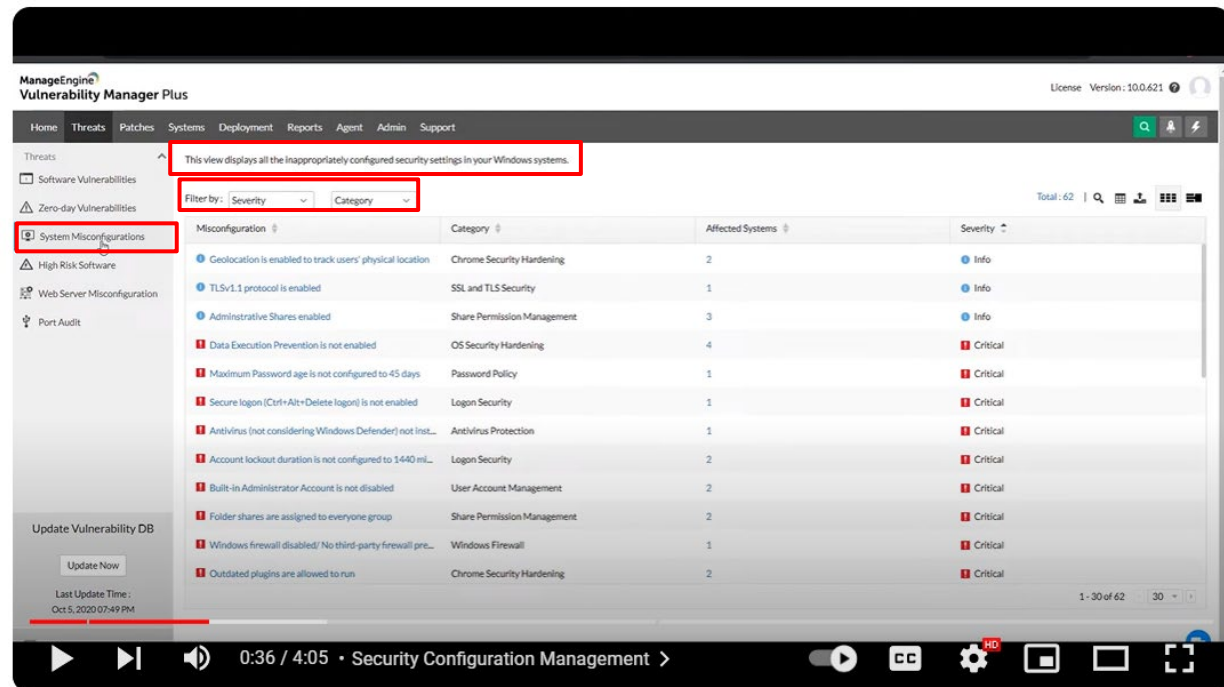 ManageEngine
Vulnerability Manager Plus
License Version: 10.0.621
Home Threats Patches Systems Deployment Reports Agent Admin Support
Threats
Software Vulnerabilities
Zero-day Vulnerabilities
System Misconfigurations
High Risk Software
Web Server Misconfiguration
Port Audit
Update Vulnerability DB
Update Now
Last Update Time :
Oct 5, 2020 07:49 PM
This view displays all the inappropriately configured security settings in your Windows systems.
Filter by: Severity Category
Total : 62
Misconfiguration Category Affected Systems Severity
Geolocation is enabled to track users' physical location Chrome Security Hardening 2 Info
TLSv1.1 protocol is enabled SSL and TLS Security 1 Info
Adminstrative Shares enabled Share Permission Management 3 Info
Data Execution Prevention is not enabled OS Security Hardening 4 Critical
Maximum Password age is not configured to 45 days Password Policy 1 Critical
Secure logon (Ctrl+Alt+Delete logon) is not enabled Logon Security 1 Critical
Antivirus (not considering Windows Defender) not inst... Antivirus Protection 1 Critical
Account lockout duration is not configured to 1440 mi... Logon Security 2 Critical
Built-in Administrator Account is not disabled User Account Management 2 Critical
Folder shares are assigned to everyone group Share Permission Management 2 Critical
Windows firewall disabled/ No third-party firewall pre... Windows Firewall 1 Critical
Outdated plugins are allowed to run Chrome Security Hardening 2 Critical
1 - 30 of 62 30
0:36 / 4:05 • Security Configuration Management CC HD